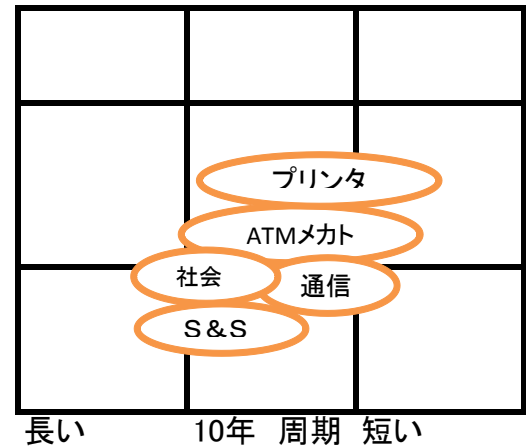 プリンタ
ATMメカト
社会
通信
S&S
長い 10年 周期 短い